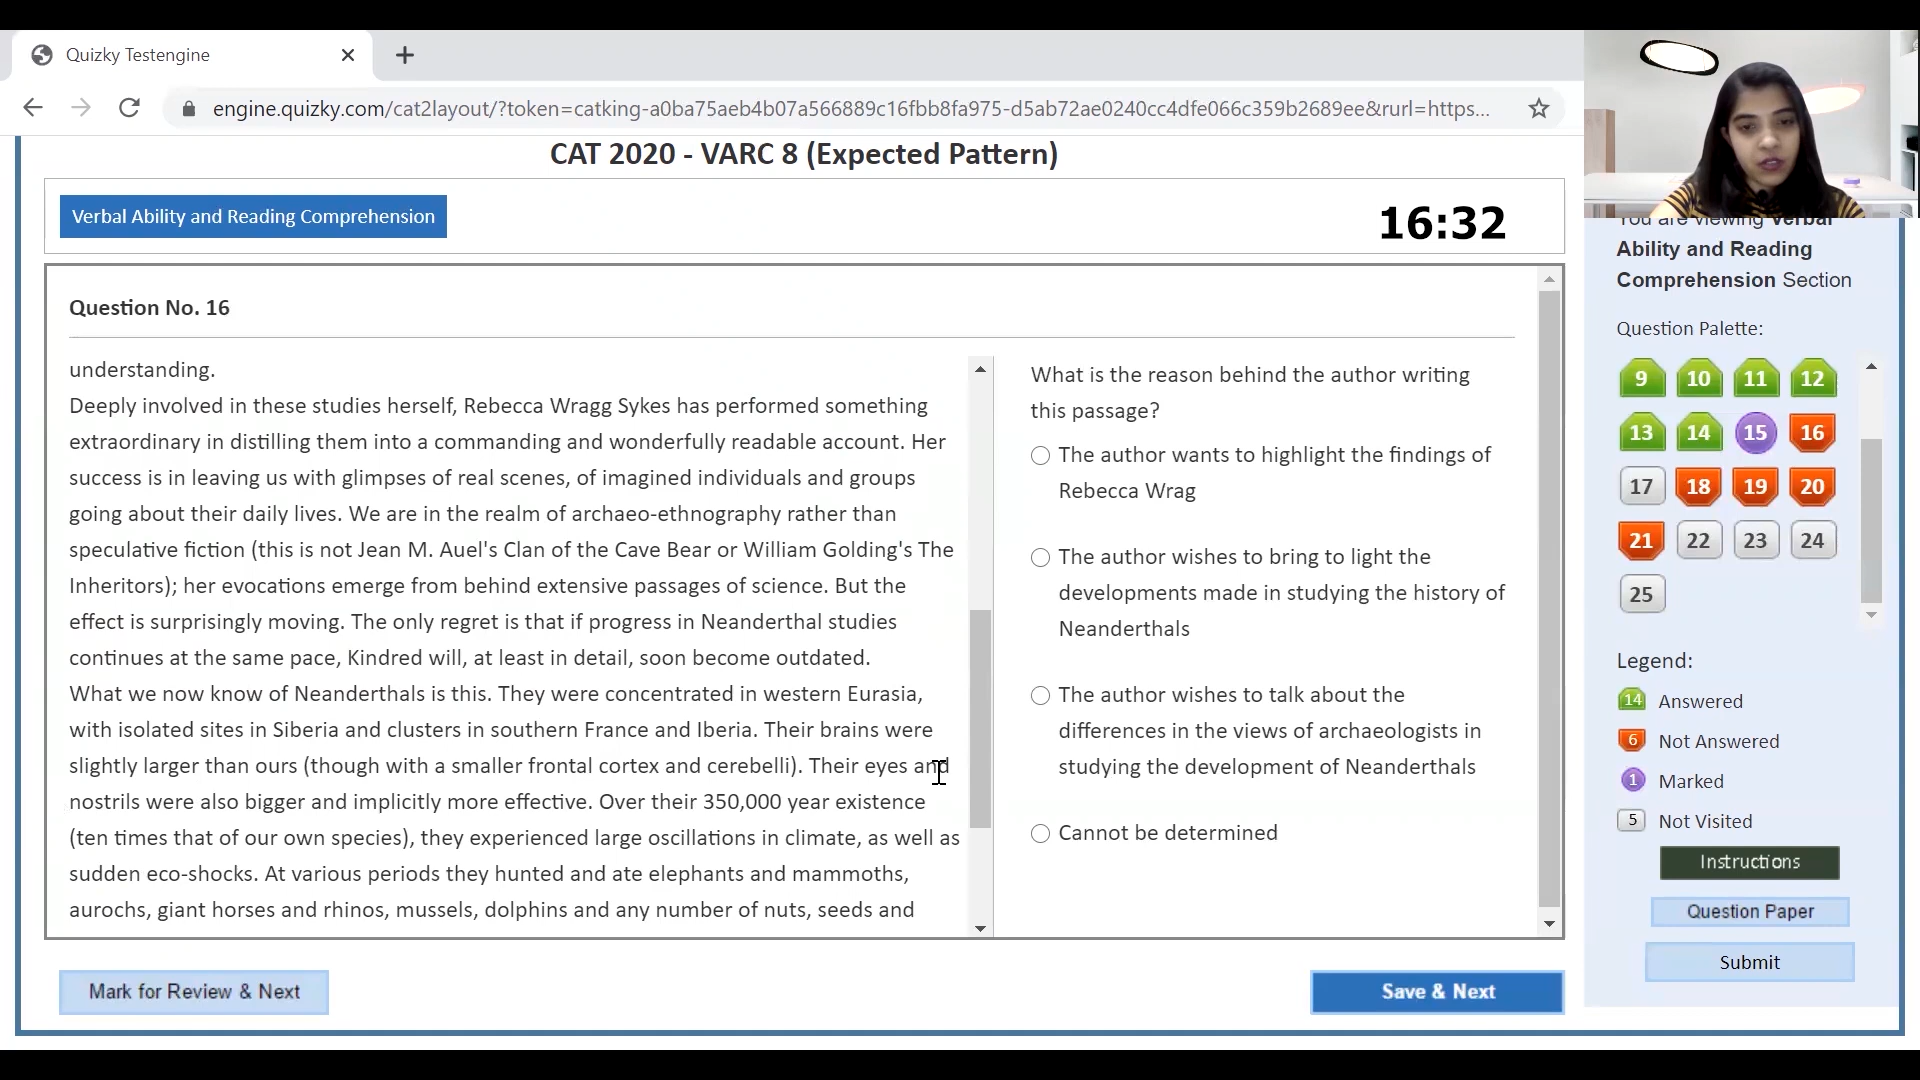 Quizky Testengine
engine.quizky.com/cat2layout/?token=catking-a0ba75aeb4b07a566889c16fbb8fa975-d5ab72ae0240cc4dfe066c359b2689ee&rurl=https...
CAT 2020 - VARC 8 (Expected Pattern)
Verbal Ability and Reading Comprehension
16:32
Question No. 16
understanding.
Deeply involved in these studies herself, Rebecca Wragg Sykes has performed something
extraordinary in distilling them into a commanding and wonderfully readable account. Her
success is in leaving us with glimpses of real scenes, of imagined individuals and groups
going about their daily lives. We are in the realm of archaeo-ethnography rather than
speculative fiction (this is not Jean M. Auel's Clan of the Cave Bear or William Golding's The
Inheritors); her evocations emerge from behind extensive passages of science. But the
effect is surprisingly moving. The only regret is that if progress in Neanderthal studies
continues at the same pace, Kindred will, at least in detail, soon become outdated.
What we now know of Neanderthals is this. They were concentrated in western Eurasia,
with isolated sites in Siberia and clusters in southern France and Iberia. Their brains were
slightly larger than ours (though with a smaller frontal cortex and cerebelli). Their eyes and
nostrils were also bigger and implicitly more effective. Over their 350,000 year existence
(ten times that of our own species), they experienced large oscillations in climate, as well as
sudden eco-shocks. At various periods they hunted and ate elephants and mammoths,
aurochs, giant horses and rhinos, mussels, dolphins and any number of nuts, seeds and
What is the reason behind the author writing
this passage?
The author wants to highlight the findings of
Rebecca Wrag
The author wishes to bring to light the
developments made in studying the history of
Neanderthals
The author wishes to talk about the
differences in the views of archaeologists in
studying the development of Neanderthals
Cannot be determined
Mark for Review & Next
Save & Next
You are viewing Verbal
Ability and Reading
Comprehension Section
Question Palette:
9 10 11 12
13 14 15 16
17 18 19 20
21 22 23 24
25
Legend:
14 Answered
6 Not Answered
1 Marked
5 Not Visited
Instructions
Question Paper
Submit